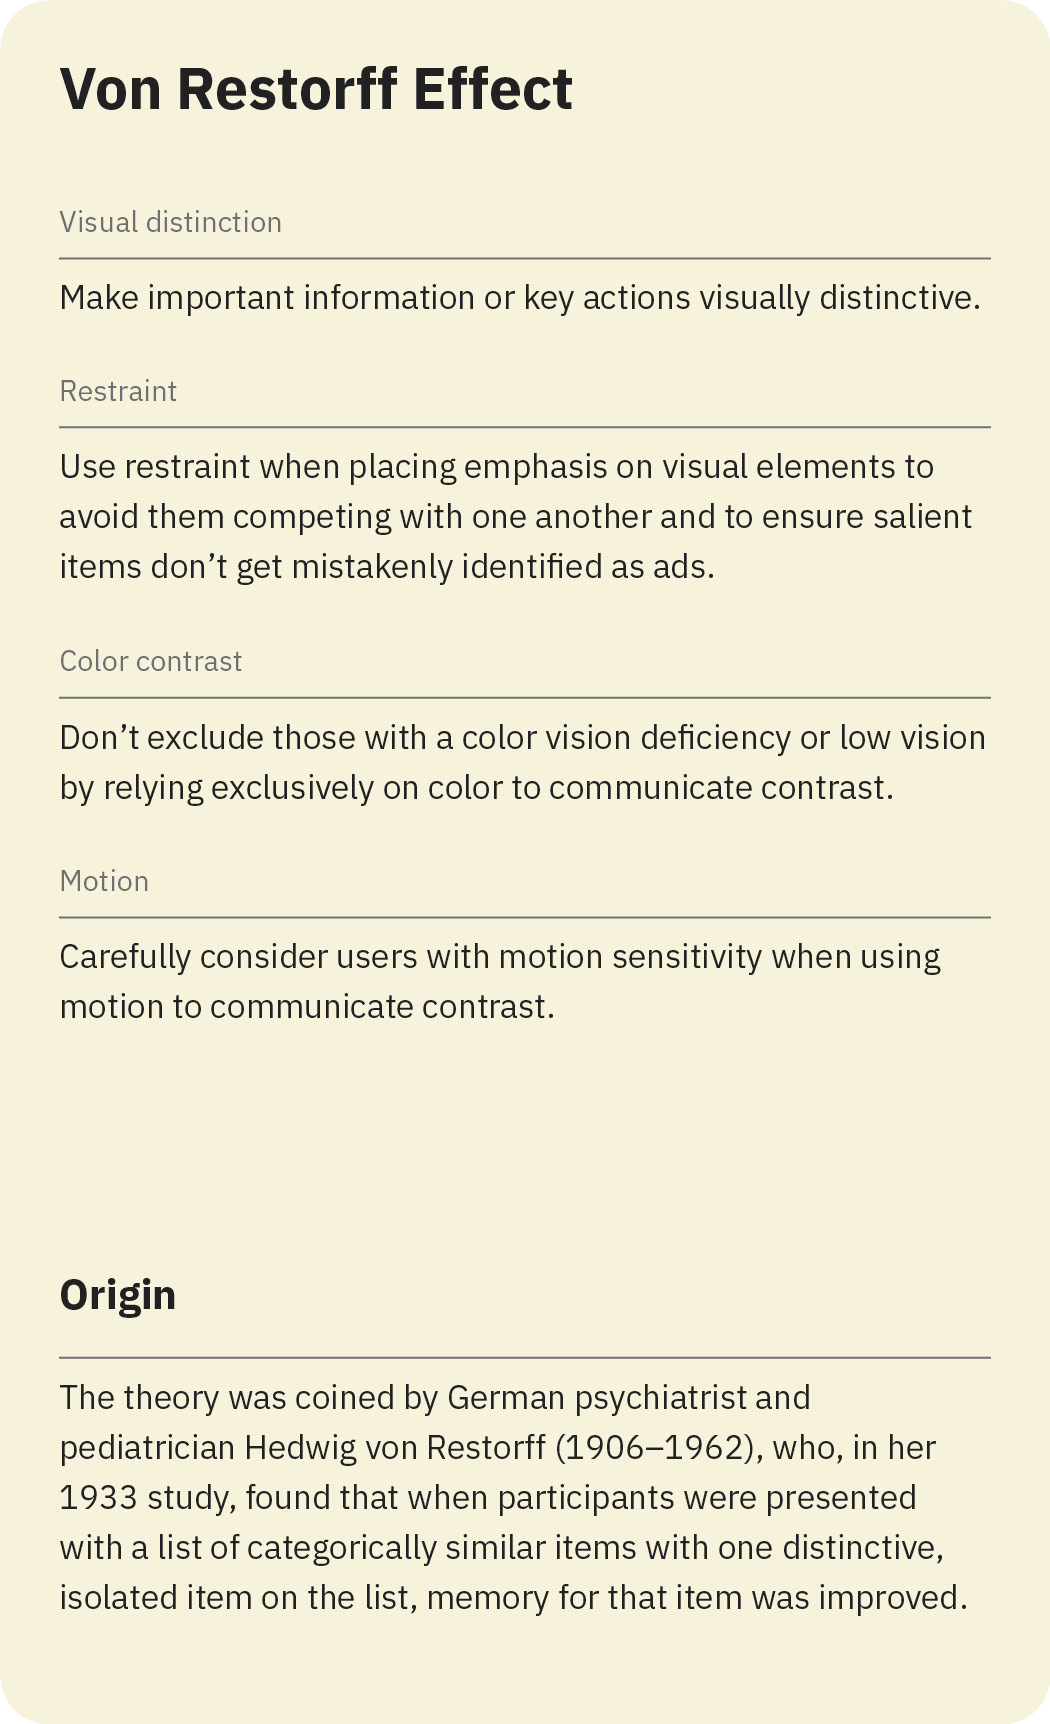 Von Restorff Effect
Visual distinction
Make important information or key actions visually distinctive.
Restraint
Use restraint when placing emphasis on visual elements to
avoid them competing with one another and to ensure salient
items don’t get mistakenly identified as ads.
Color contrast
Don’t exclude those with a color vision deficiency or low vision
by relying exclusively on color to communicate contrast.
Motion
Carefully consider users with motion sensitivity when using
motion to communicate contrast.
Origin
The theory was coined by German psychiatrist and
pediatrician Hedwig von Restorff (1906–1962), who, in her
1933 study, found that when participants were presented
with a list of categorically similar items with one distinctive,
isolated item on the list, memory for that item was improved.